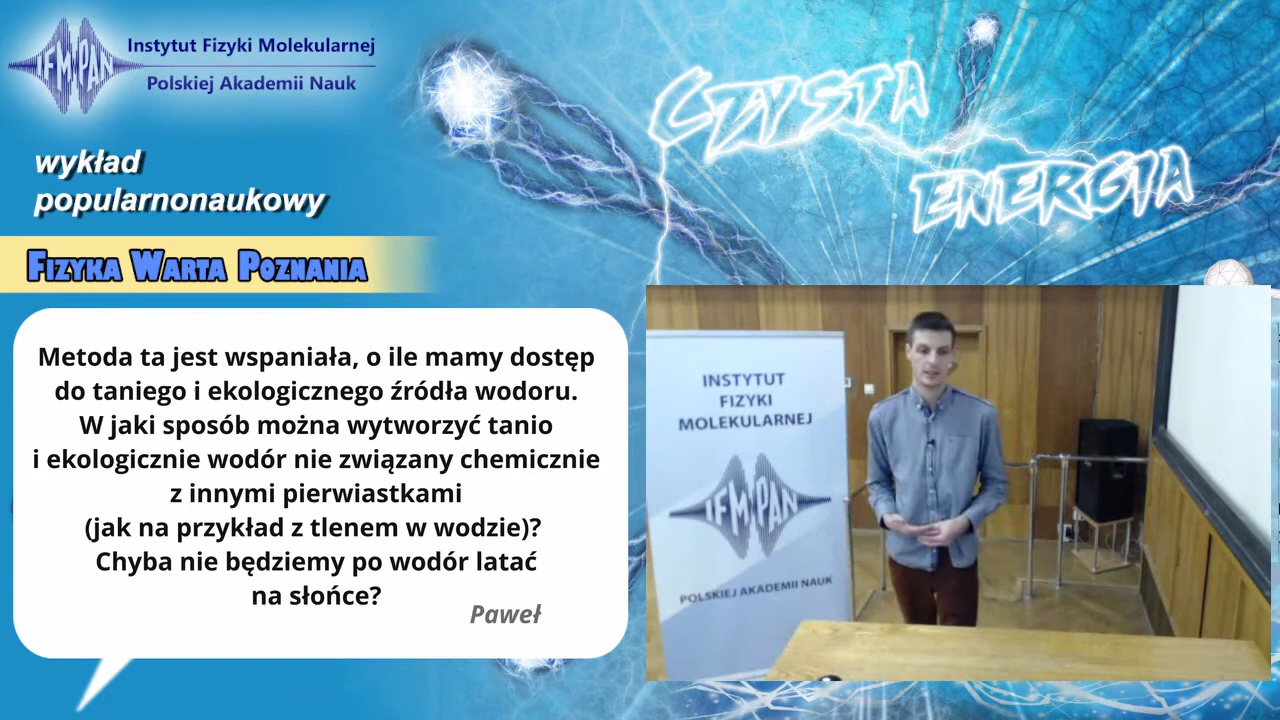 IFM PAN
Instytut Fizyki Molekularnej
Polskiej Akademii Nauk
wykład
popularnonaukowy
Fizyka Warta Poznania
CZYSTA
ENERGIA
Metoda ta jest wspaniała, o ile mamy dostęp
do taniego i ekologicznego źródła wodoru.
W jaki sposób można wytworzyć tanio
i ekologicznie wodór nie związany chemicznie
z innymi pierwiastkami
(jak na przykład z tlenem w wodzie)?
Chyba nie będziemy po wodór latać
na słońce?
Paweł
INSTYTUT
FIZYKI
MOLEKULARNEJ
IFM PAN
POLSKIEJ AKADEMII NAUK